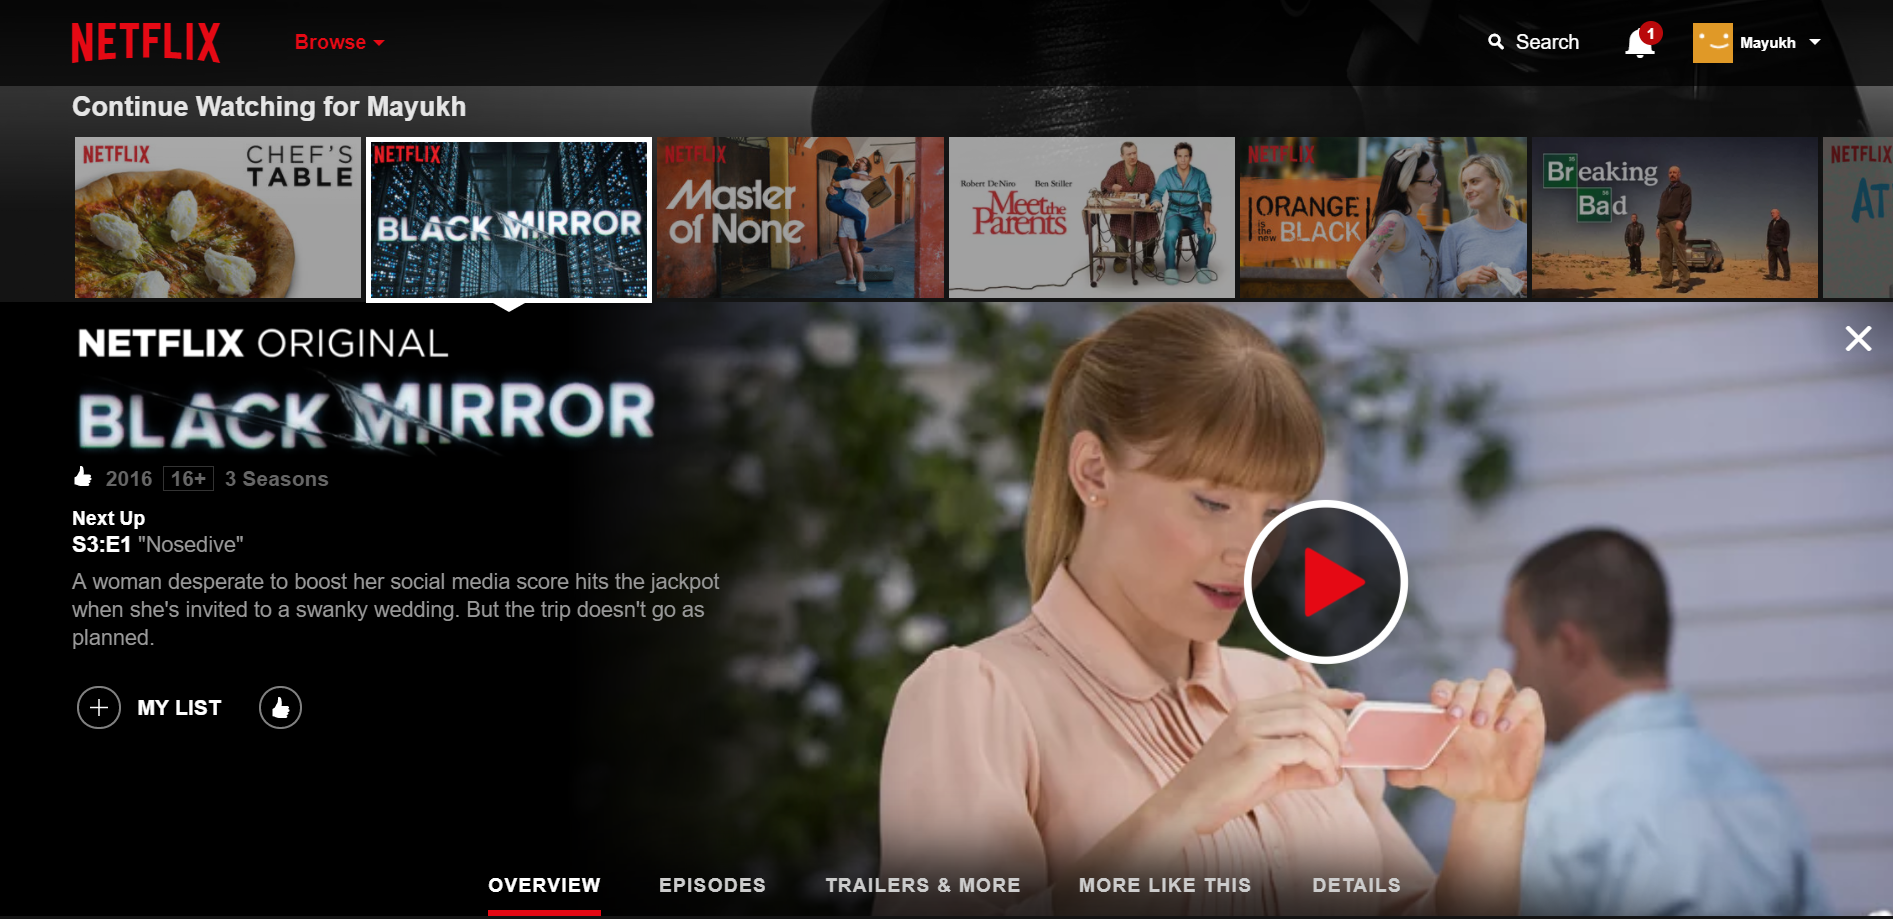 NETFLIX
Browse
Search
1
Mayukh
Continue Watching for Mayukh
NETFLIX
CHEF'S
TABLE
NETFLIX
BLACK MIRROR
NETFLIX
Master
of None
Robert De Niro Ben Stiller
Meet the
Parents
NETFLIX
ORANGE
is the new
BLACK
35
Breaking
56
Bad
NETFLIX
AT
NETFLIX ORIGINAL
BLACK MIRROR
2016 16+ 3 Seasons
Next Up
S3:E1 "Nosedive"
A woman desperate to boost her social media score hits the jackpot
when she's invited to a swanky wedding. But the trip doesn't go as
planned.
MY LIST
OVERVIEW
EPISODES
TRAILERS & MORE
MORE LIKE THIS
DETAILS